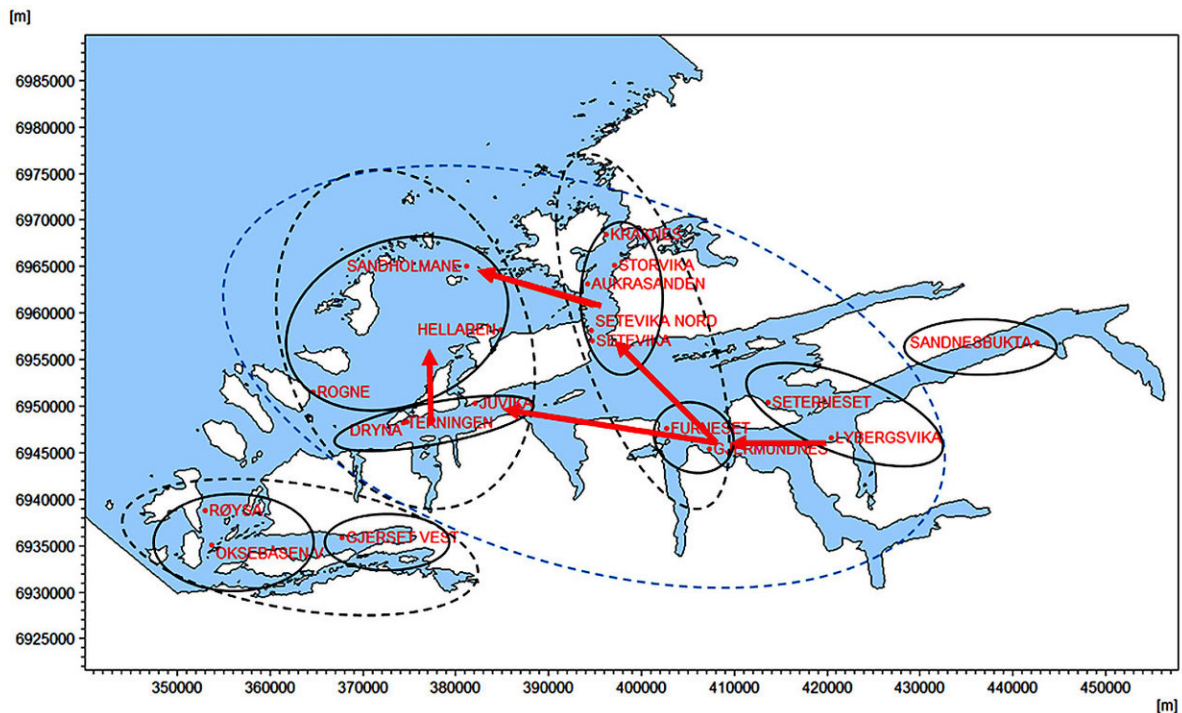 [m]
6985000
6980000
6975000
6970000
KRAKNES
SANDHOLMANE
STORVIKA
6965000
AUKRASANDEN
6960000
SETEVIKA NORD
HELLAREN
SETEVIKA
SANDNESBUKTA
6955000
ROGNE
6950000
JUVIKA
SETERNESET
DRYNA
TERNINGEN
FURNESET
LYBERGSVIKA
GJERMUNDNES
6945000
6940000
RØYSA
6935000
OKSEBÅSEN V
GJERSET VEST
6930000
6925000
350000 360000 370000 380000 390000 400000 410000 420000 430000 440000 450000
[m]